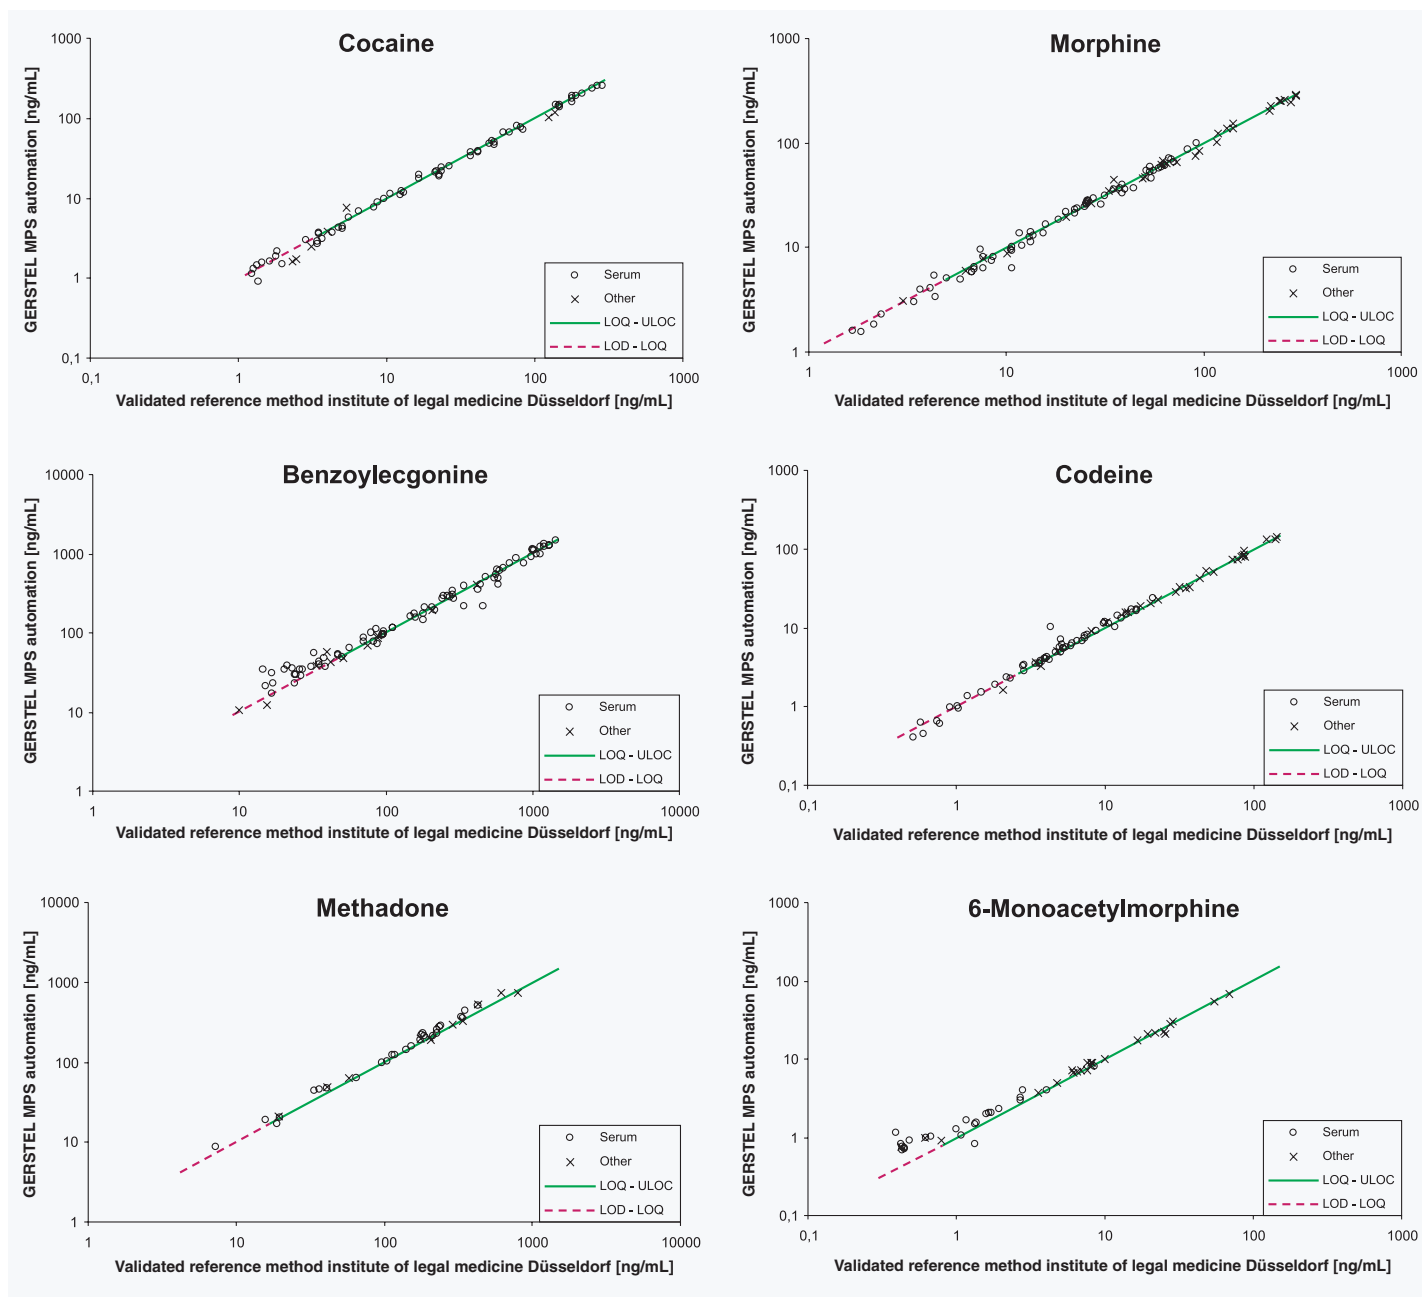 Cocaine
GERSTEL MPS automation [ng/mL]
1000
100
10
1
0,1
0,1
1
10
100
1000
Serum
Other
LOQ - ULOC
LOD - LOQ
Validated reference method institute of legal medicine Düsseldorf [ng/mL]
Morphine
GERSTEL MPS automation [ng/mL]
1000
100
10
1
1
10
100
1000
Serum
Other
LOQ - ULOC
LOD - LOQ
Validated reference method institute of legal medicine Düsseldorf [ng/mL]
Benzoylecgonine
GERSTEL MPS automation [ng/mL]
10000
1000
100
10
1
1
10
100
1000
10000
Serum
Other
LOQ - ULOC
LOD - LOQ
Validated reference method institute of legal medicine Düsseldorf [ng/mL]
Codeine
GERSTEL MPS automation [ng/mL]
1000
100
10
1
0,1
0,1
1
10
100
1000
Serum
Other
LOQ - ULOC
LOD - LOQ
Validated reference method institute of legal medicine Düsseldorf [ng/mL]
Methadone
GERSTEL MPS automation [ng/mL]
10000
1000
100
10
1
1
10
100
1000
10000
Serum
Other
LOQ - ULOC
LOD - LOQ
Validated reference method institute of legal medicine Düsseldorf [ng/mL]
6-Monoacetylmorphine
GERSTEL MPS automation [ng/mL]
1000
100
10
1
0,1
0,1
1
10
100
1000
Serum
Other
LOQ - ULOC
LOD - LOQ
Validated reference method institute of legal medicine Düsseldorf [ng/mL]